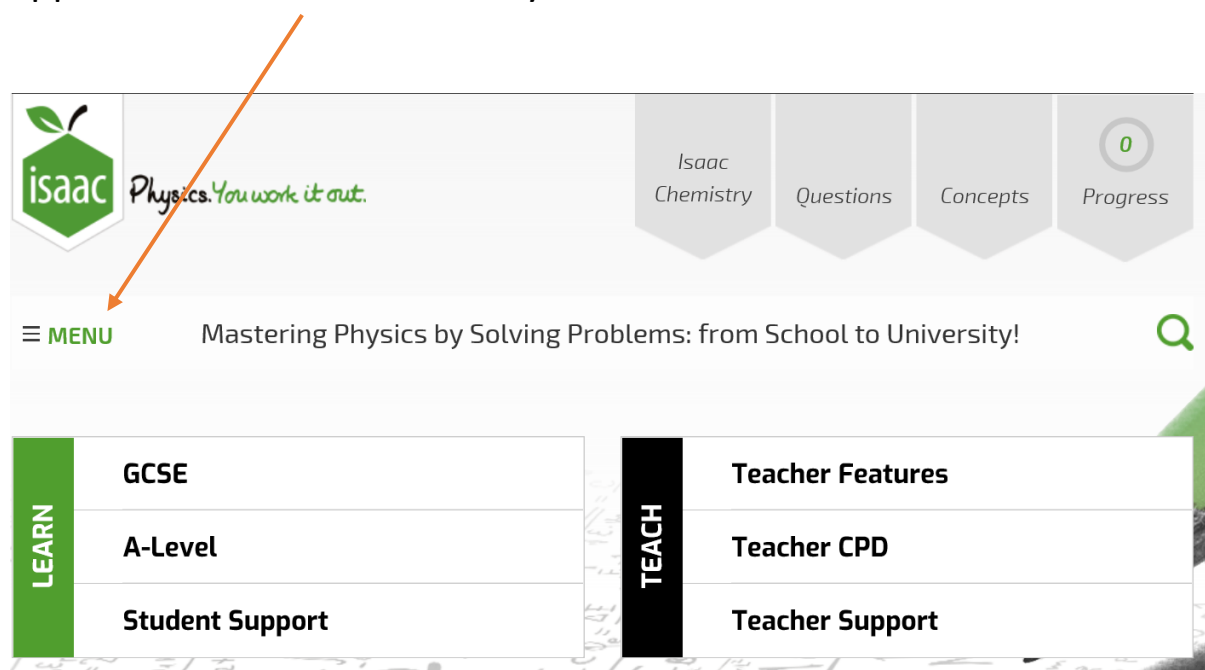 isaac
Physics. You work it out.
Isaac
Chemistry
Questions
Concepts
0
Progress
≡ MENU
Mastering Physics by Solving Problems: from School to University!
LEARN
GCSE
A-Level
Student Support
TEACH
Teacher Features
Teacher CPD
Teacher Support